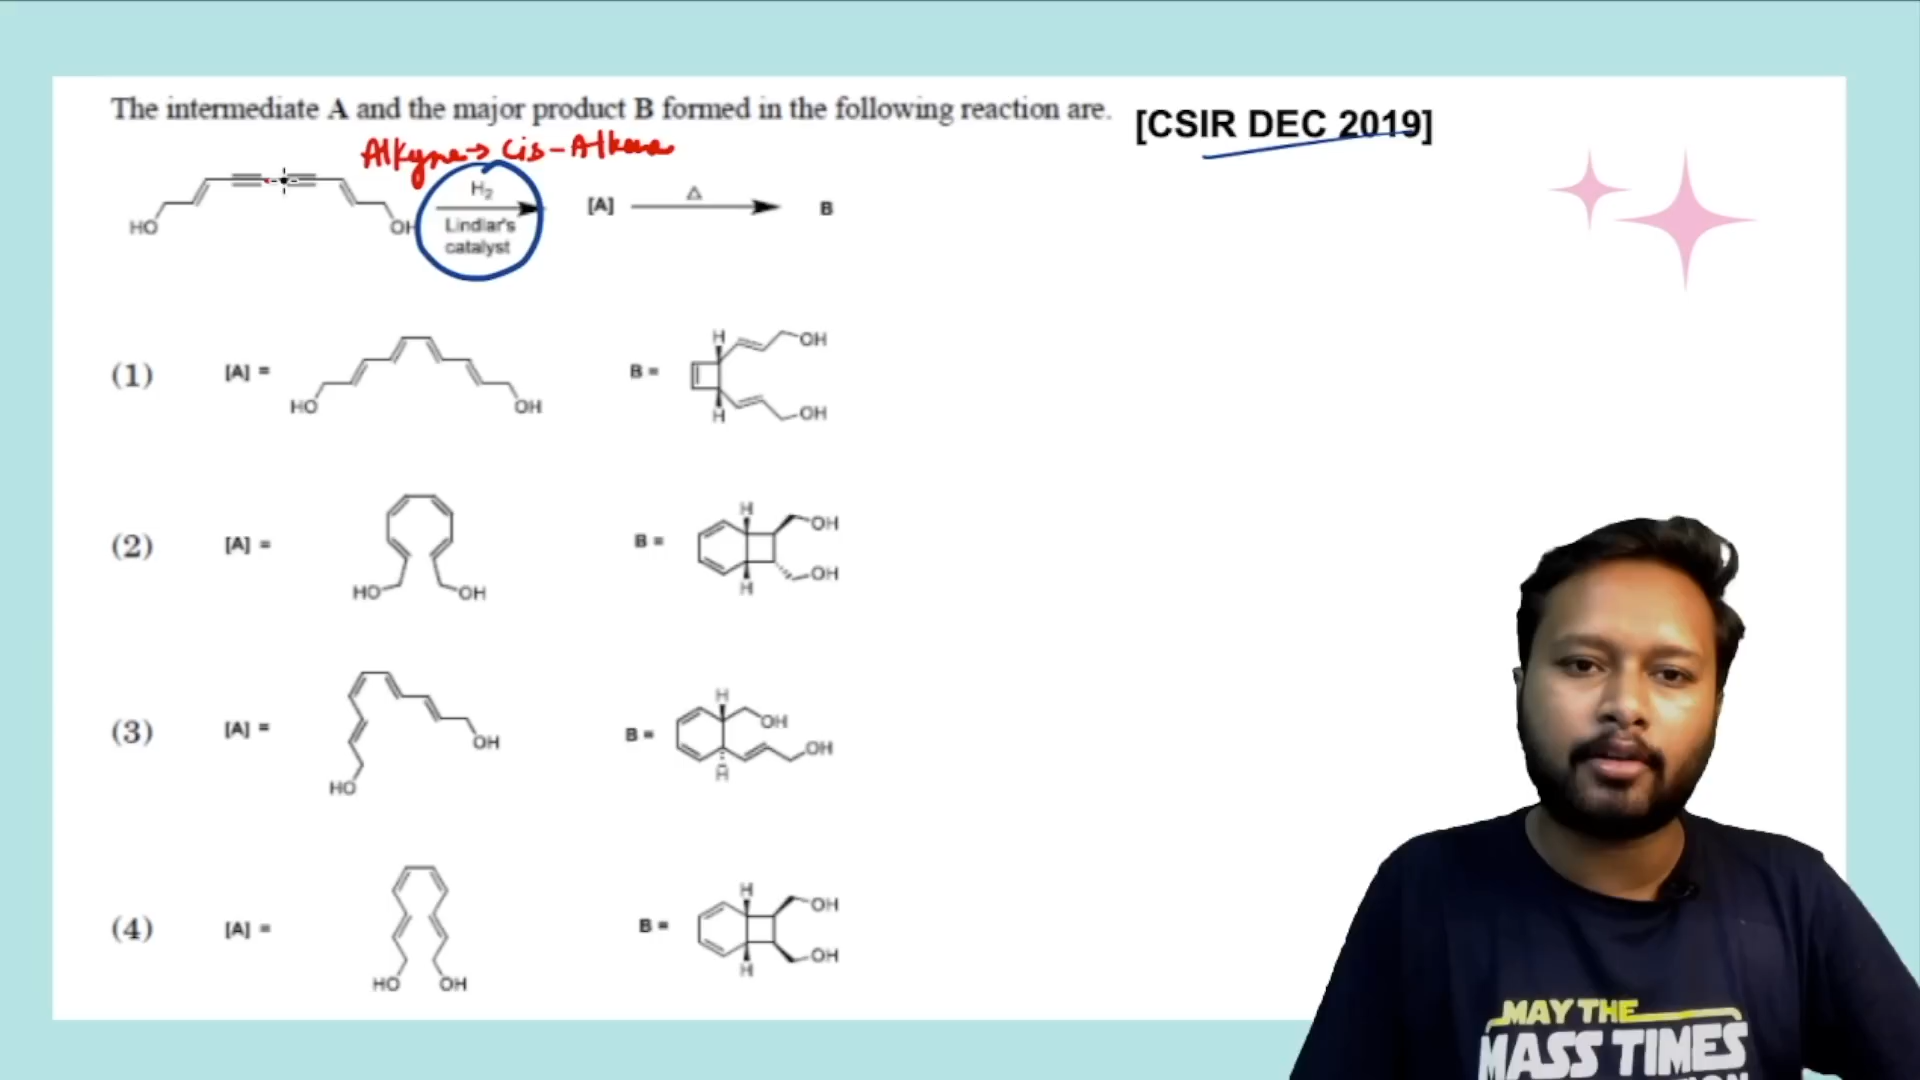 The intermediate A and the major product B formed in the following reaction are.
[CSIR DEC 2019]
Alkyne → Cis-Alkene
HO
OH
H2
Lindlar's
catalyst
[A]
Δ
B
(1)
[A] =
HO
OH
B =
H
OH
H
OH
(2)
[A] =
HO
OH
B =
H
OH
H
OH
(3)
[A] =
HO
OH
B =
H
OH
OH
H
(4)
[A] =
HO
OH
B =
H
OH
H
OH
MAY THE
MASS TIMES